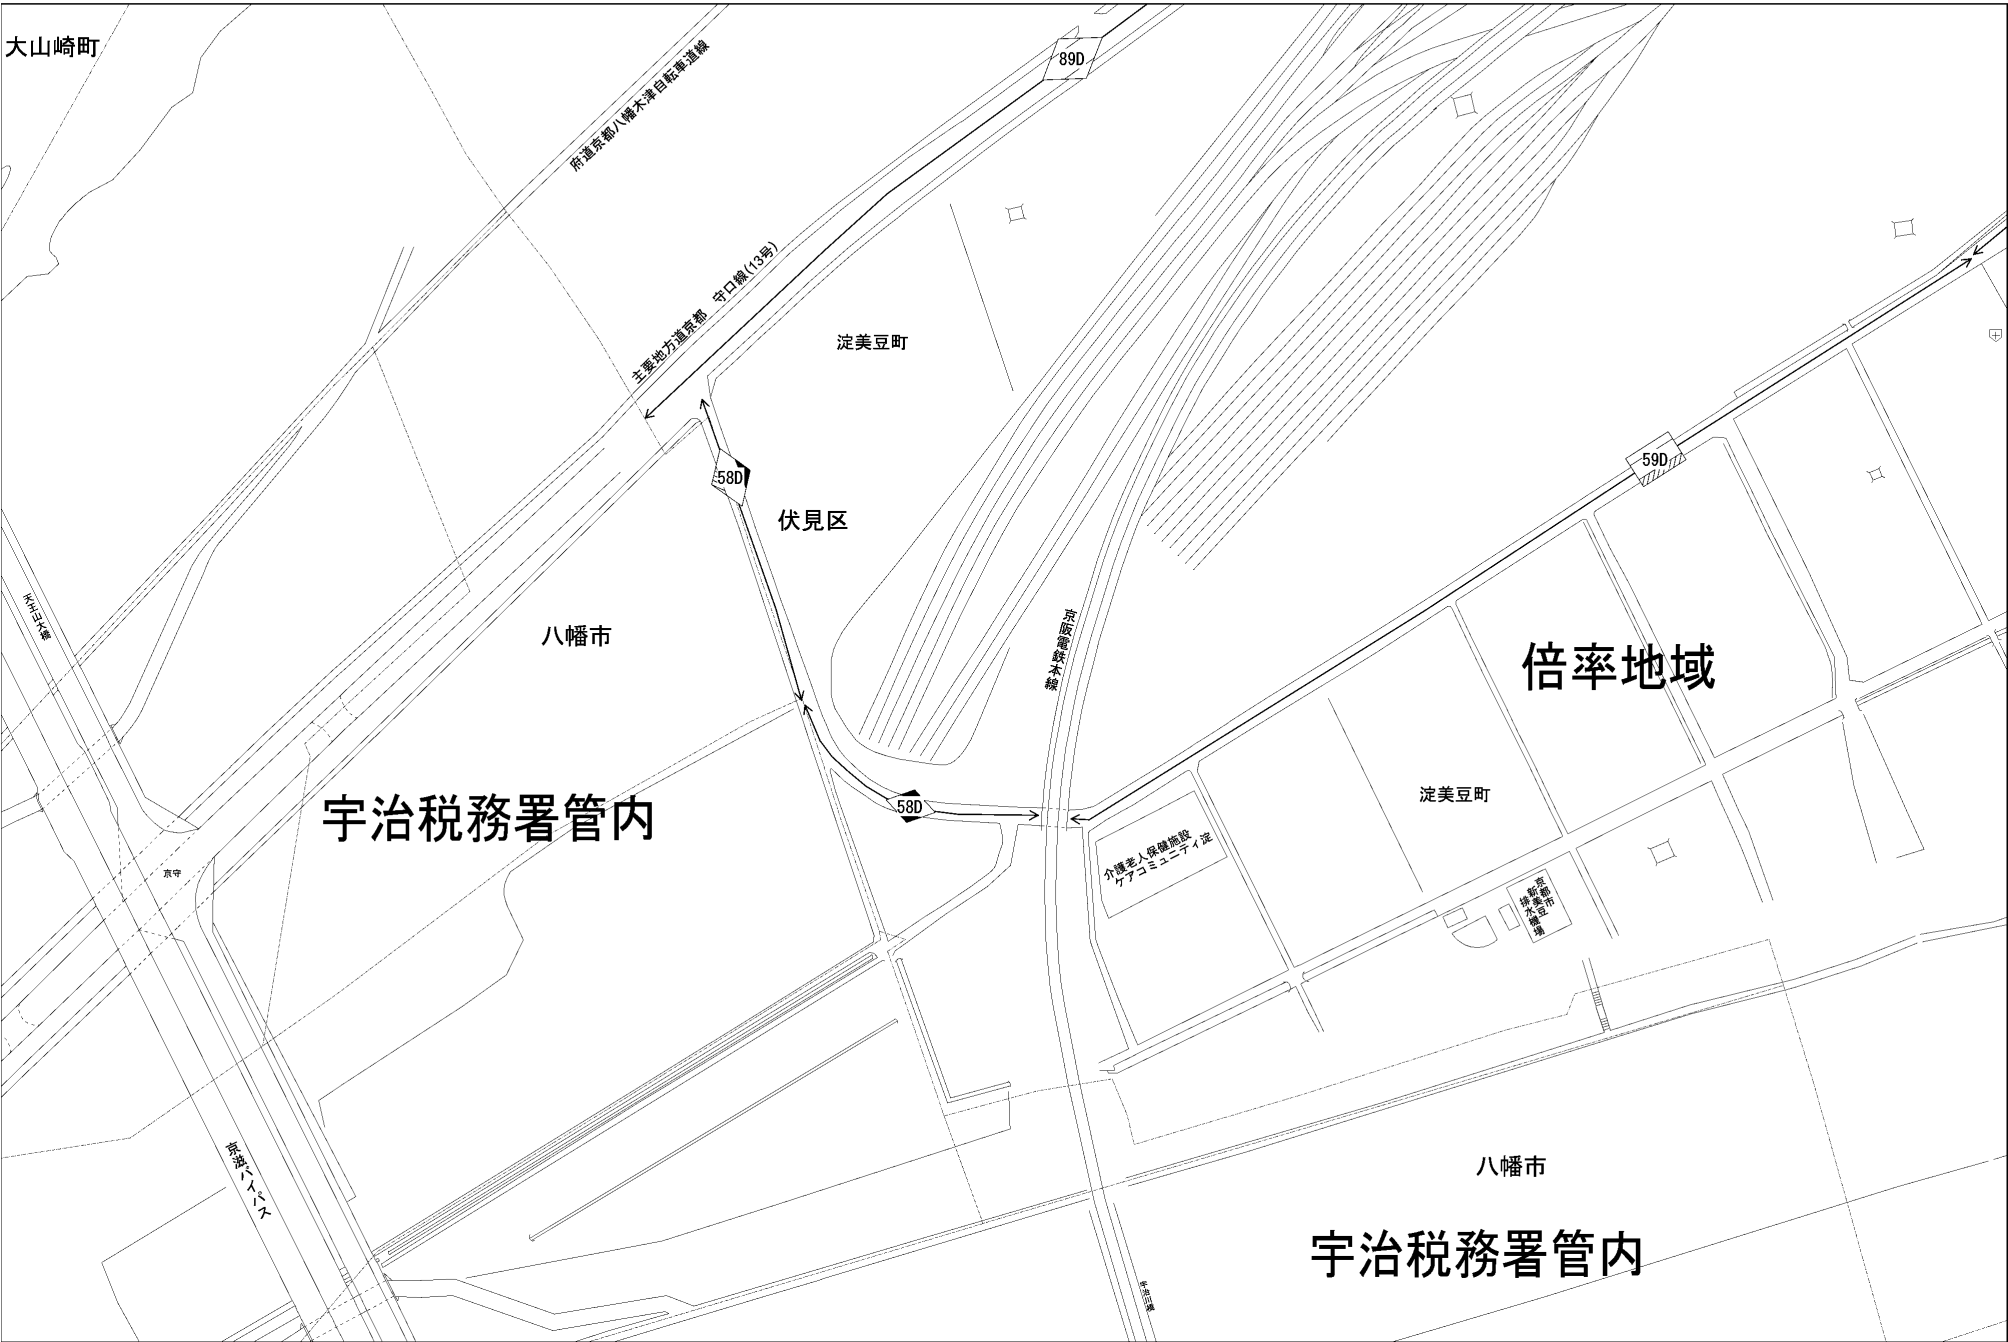 大山崎町
89D
府道京都八幡木津自転車道線
主要地方道京都　守口線(13号)
淀美豆町
58D
59D
伏見区
天王山大橋
八幡市
京阪電鉄本線
倍率地域
宇治税務署管内
58D
淀美豆町
介護老人保健施設
ケアコミュニティ淀
京守
京都市
新美豆
排水機場
京滋バイパス
八幡市
宇治税務署管内
宇治川橋